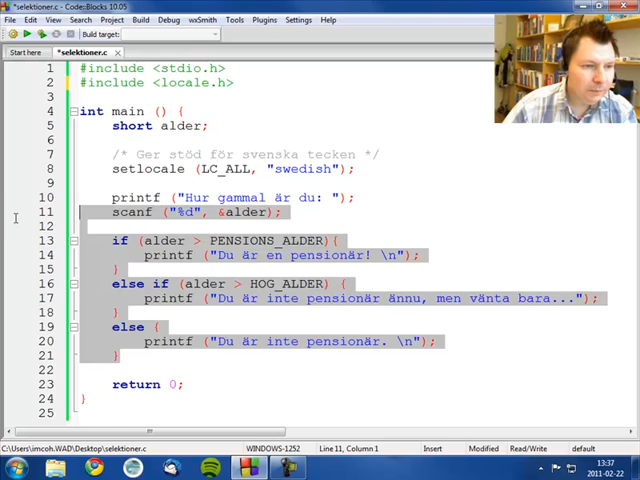 *selektioner.c - Code::Blocks 10.05
File Edit View Search Project Build Debug wxSmith Tools Plugins Settings Help
Build target:
Start here *selektioner.c
1 #include <stdio.h>
2 #include <locale.h>
3
4 int main () {
5 short alder;
6
7 /* Ger stöd för svenska tecken */
8 setlocale (LC_ALL, "swedish");
9
10 printf ("Hur gammal är du: ");
11 scanf ("%d", &alder);
12
13 if (alder > PENSIONS_ALDER){
14 printf ("Du är en pensionär! \n");
15 }
16 else if (alder > HOG_ALDER) {
17 printf ("Du är inte pensionär ännu, men vänta bara...");
18 }
19 else {
20 printf ("Du är inte pensionär. \n");
21 }
22
23 return 0;
24 }
25
C:\Users\imcoh.WAD\Desktop\selektioner.c WINDOWS-1252 Line 11, Column 1 Insert Modified Read/Write default
13:37
2011-02-22